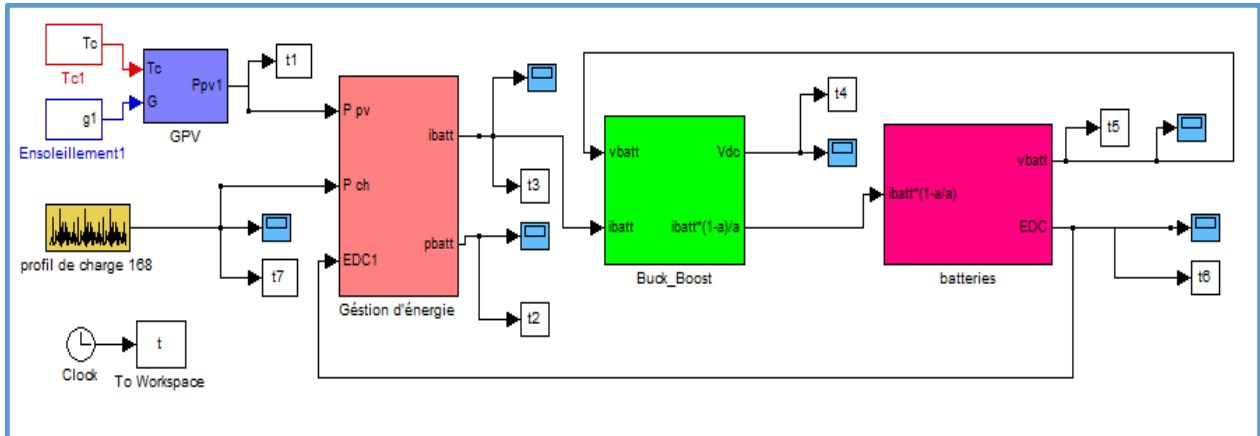 Tc
Tc1
g1
Ensoleillement1
Tc
G
Ppv1
GPV
t1
profil de charge 168
t7
Clock
t
To Workspace
P pv
P ch
EDC1
ibatt
pbatt
Géstion d'énergie
t3
t2
vbatt
ibatt
Vdc
ibatt*(1-a)/a
Buck_Boost
t4
ibatt*(1-a/a)
vbatt
EDC
batteries
t5
t6